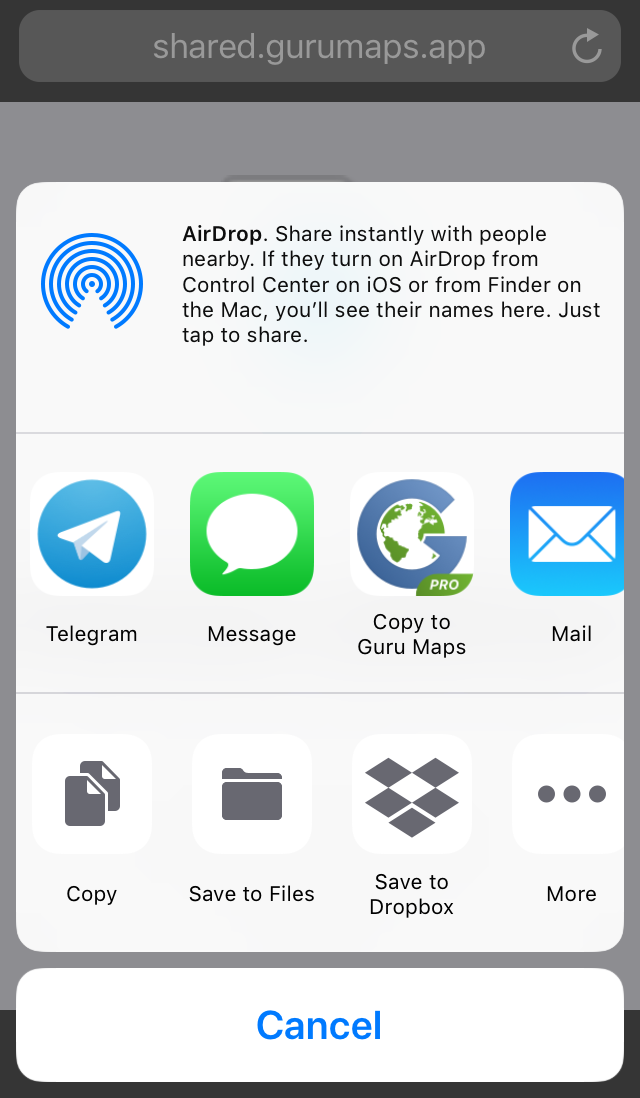 shared.gurumaps.app
AirDrop. Share instantly with people
nearby. If they turn on AirDrop from
Control Center on iOS or from Finder on
the Mac, you’ll see their names here. Just
tap to share.
PRO
Telegram
Message
Copy to
Guru Maps
Mail
Copy
Save to Files
Save to
Dropbox
More
Cancel